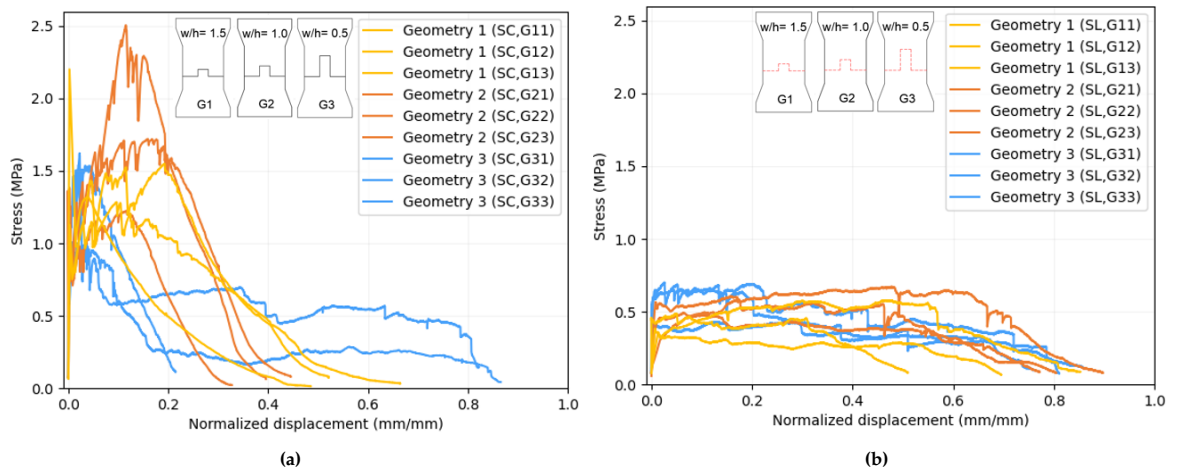 w/h= 1.5 w/h= 1.0 w/h= 0.5
G1 G2 G3
Geometry 1 (SC,G11)
Geometry 1 (SC,G12)
Geometry 1 (SC,G13)
Geometry 2 (SC,G21)
Geometry 2 (SC,G22)
Geometry 2 (SC,G23)
Geometry 3 (SC,G31)
Geometry 3 (SC,G32)
Geometry 3 (SC,G33)
Stress (MPa)
2.5
2.0
1.5
1.0
0.5
0.0
0.0 0.2 0.4 0.6 0.8 1.0
Normalized displacement (mm/mm)
(a)
w/h= 1.5 w/h= 1.0 w/h= 0.5
G1 G2 G3
Geometry 1 (SL,G11)
Geometry 1 (SL,G12)
Geometry 1 (SL,G13)
Geometry 2 (SL,G21)
Geometry 2 (SL,G22)
Geometry 2 (SL,G23)
Geometry 3 (SL,G31)
Geometry 3 (SL,G32)
Geometry 3 (SL,G33)
Stress (MPa)
2.5
2.0
1.5
1.0
0.5
0.0
0.0 0.2 0.4 0.6 0.8 1.0
Normalized displacement (mm/mm)
(b)